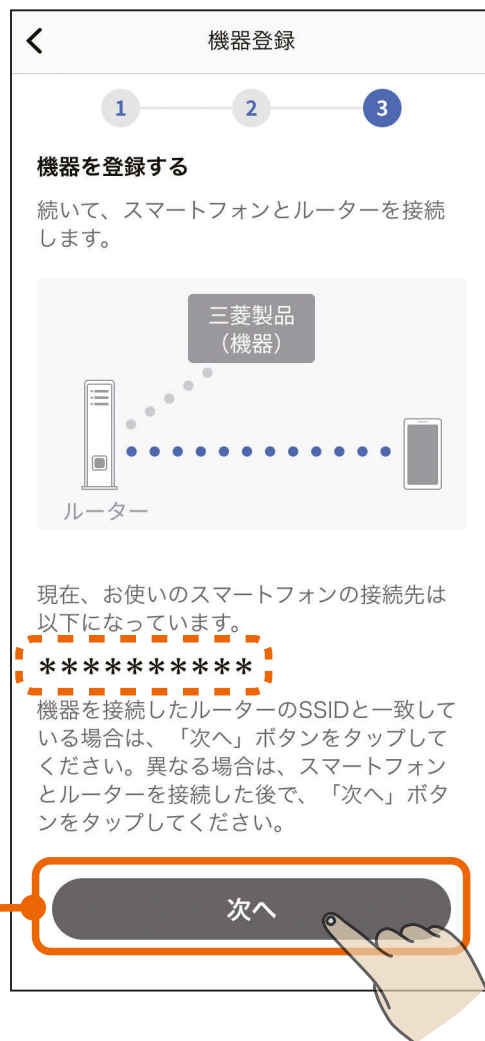 機器登録
1 2 3
機器を登録する
続いて、スマートフォンとルーターを接続
します。
三菱製品
（機器）
ルーター
現在、お使いのスマートフォンの接続先は
以下になっています。
**********
機器を接続したルーターのSSIDと一致して
いる場合は、「次へ」ボタンをタップして
ください。異なる場合は、スマートフォン
とルーターを接続した後で、「次へ」ボタ
ンをタップしてください。
次へ